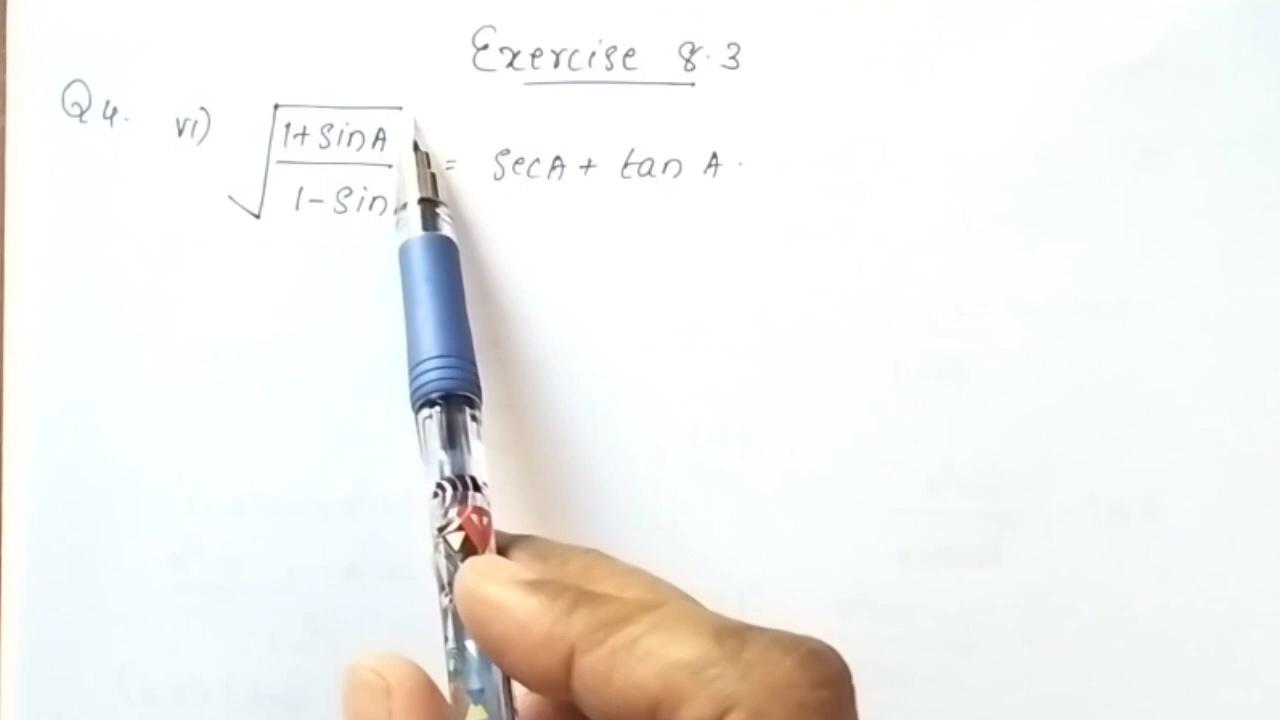 Exercise 8.3
Q4. vi) √(1+SinA / 1-Sin = SecA + tan A.